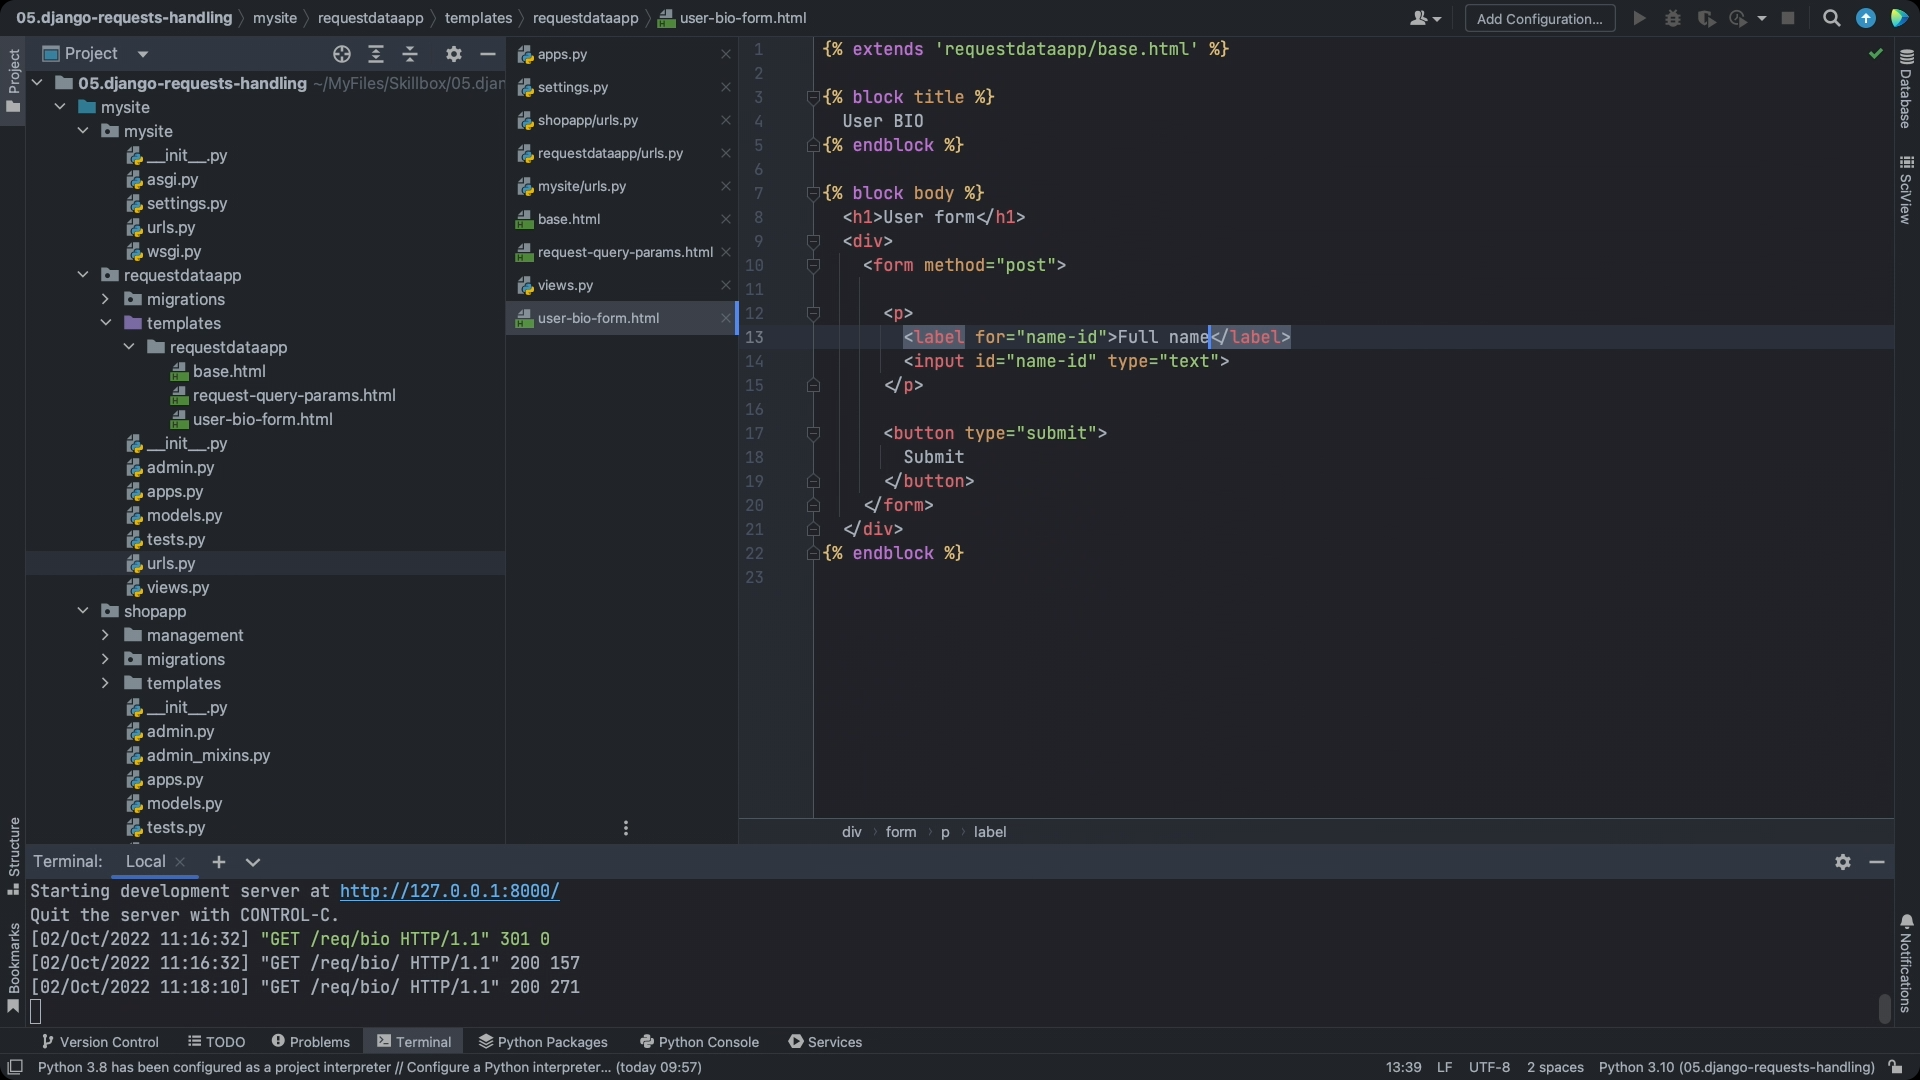 05.django-requests-handling mysite requestdataapp templates requestdataapp user-bio-form.html
Add Configuration...
Project
05.django-requests-handling ~/MyFiles/Skillbox/05.djan
mysite
mysite
__init__.py
asgi.py
settings.py
urls.py
wsgi.py
requestdataapp
migrations
templates
requestdataapp
base.html
request-query-params.html
user-bio-form.html
__init__.py
admin.py
apps.py
models.py
tests.py
urls.py
views.py
shopapp
management
migrations
templates
__init__.py
admin.py
admin_mixins.py
apps.py
models.py
tests.py
Project
Structure
Bookmarks
apps.py
settings.py
shopapp/urls.py
requestdataapp/urls.py
mysite/urls.py
base.html
request-query-params.html
views.py
user-bio-form.html
1 {% extends 'requestdataapp/base.html' %}
2
3 {% block title %}
4 User BIO
5 {% endblock %}
6
7 {% block body %}
8 <h1>User form</h1>
9 <div>
10 <form method="post">
11
12 <p>
13 <label for="name-id">Full name</label>
14 <input id="name-id" type="text">
15 </p>
16
17 <button type="submit">
18 Submit
19 </button>
20 </form>
21 </div>
22 {% endblock %}
23
div form p label
Database
SciView
Notifications
Terminal: Local
Starting development server at http://127.0.0.1:8000/
Quit the server with CONTROL-C.
[02/Oct/2022 11:16:32] "GET /req/bio HTTP/1.1" 301 0
[02/Oct/2022 11:16:32] "GET /req/bio/ HTTP/1.1" 200 157
[02/Oct/2022 11:18:10] "GET /req/bio/ HTTP/1.1" 200 271
Version Control TODO Problems Terminal Python Packages Python Console Services
Python 3.8 has been configured as a project interpreter // Configure a Python interpreter... (today 09:57) 13:39 LF UTF-8 2 spaces Python 3.10 (05.django-requests-handling)